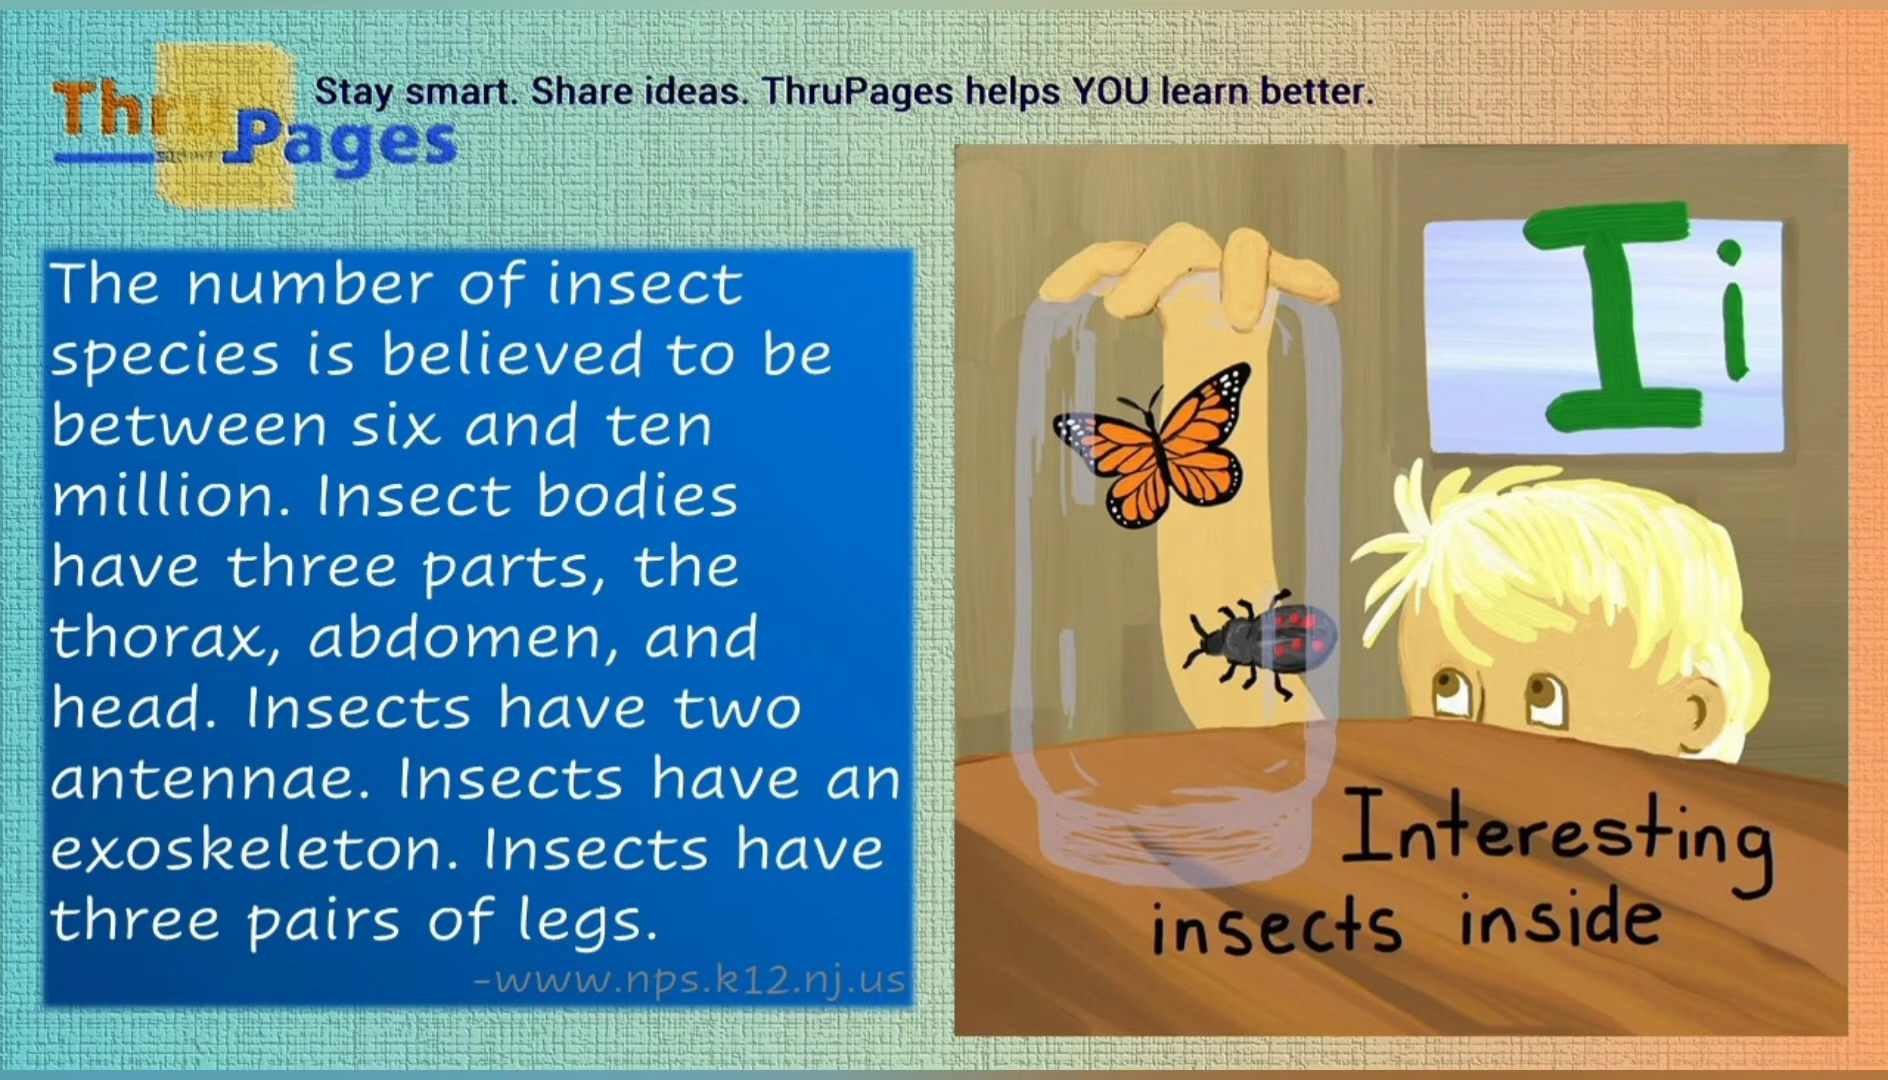 Thru
Pages
Stay smart. Share ideas. ThruPages helps YOU learn better.
The number of insect
species is believed to be
between six and ten
million. Insect bodies
have three parts, the
thorax, abdomen, and
head. Insects have two
antennae. Insects have an
exoskeleton. Insects have
three pairs of legs.
-www.nps.k12.nj.us
I i
Interesting
insects inside